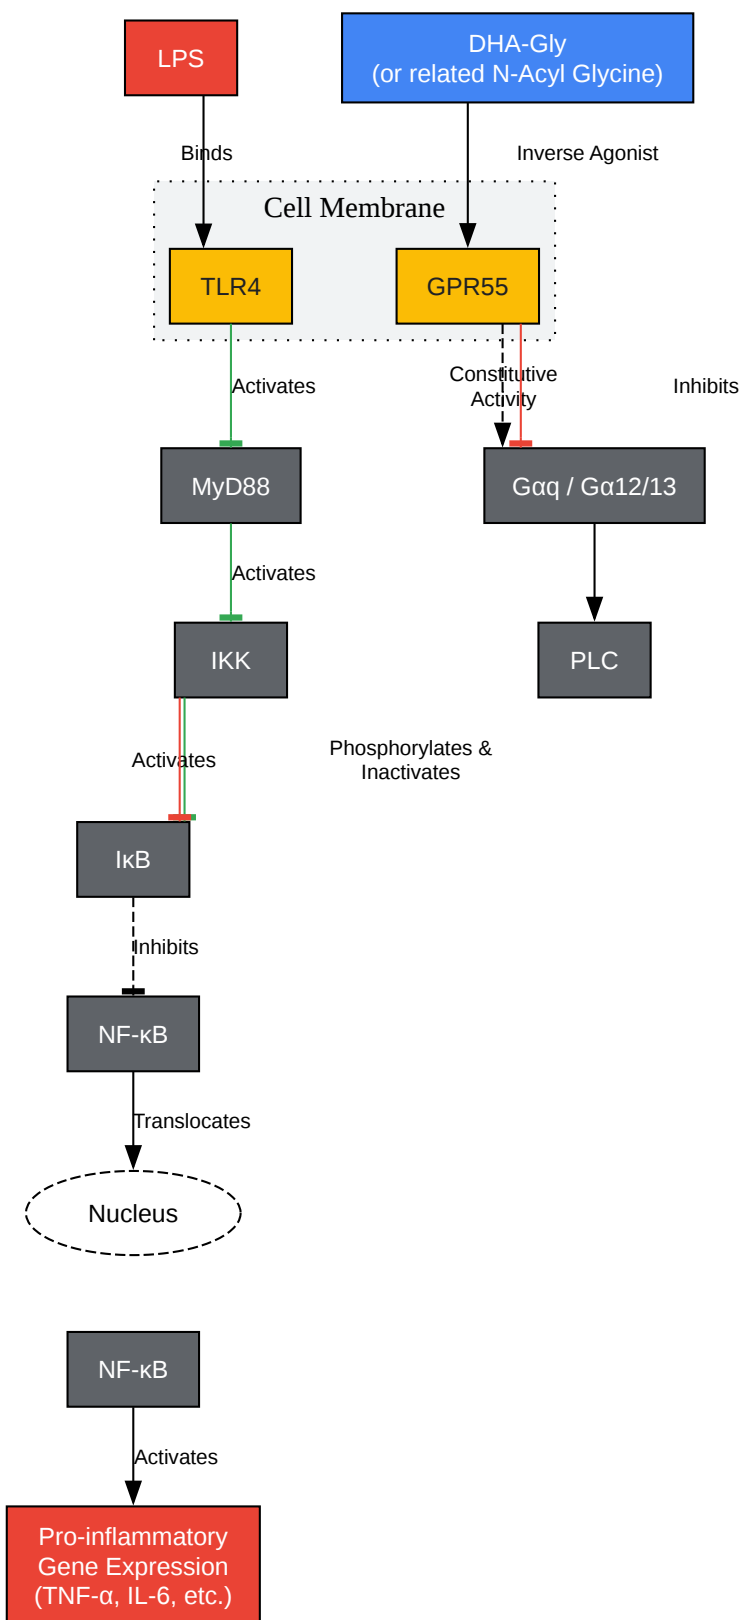 LPS
DHA-Gly
(or related N-Acyl Glycine)
Binds
Inverse Agonist
Cell Membrane
TLR4
GPR55
Activates
Constitutive
Activity
Inhibits
MyD88
Gαq / Gα12/13
Activates
IKK
PLC
Activates
Phosphorylates &
Inactivates
IκB
Inhibits
NF-κB
Translocates
Nucleus
NF-κB
Activates
Pro-inflammatory
Gene Expression
(TNF-α, IL-6, etc.)